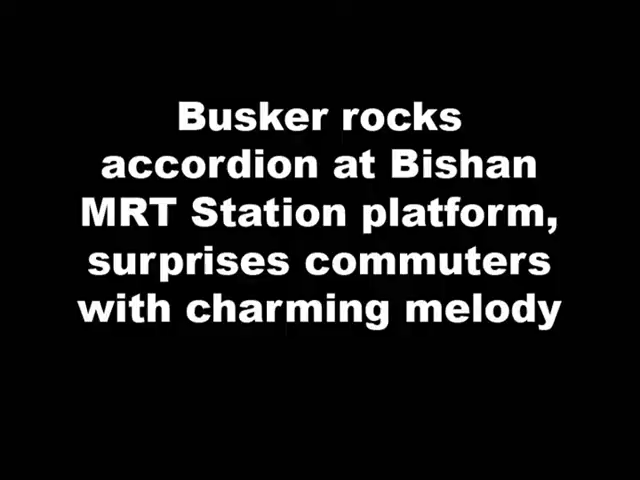 Busker rocks
accordion at Bishan
MRT Station platform,
surprises commuters
with charming melody